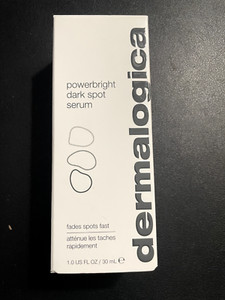 powerbright
dark spot
serum
dermalogica
fades spots fast
atténue les taches
rapidement
1.0 US FL OZ / 30 mL ℮